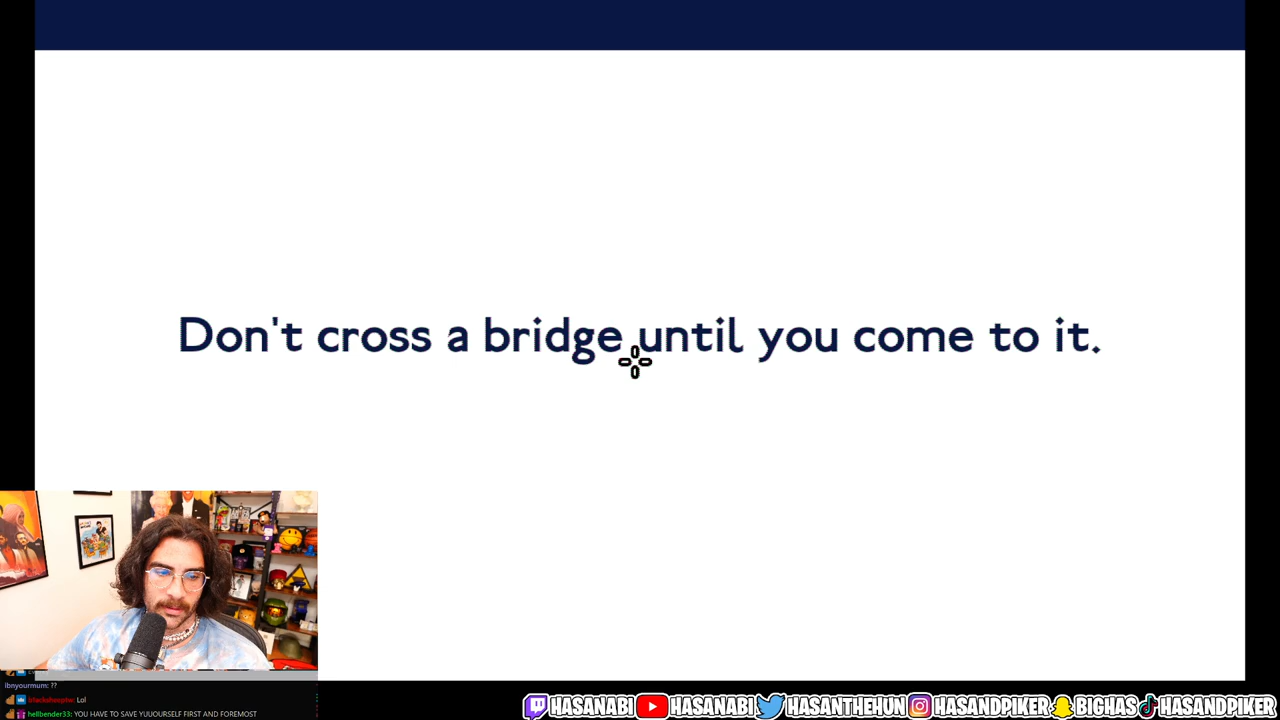 Don't cross a bridge until you come to it.
ibnyourmum: ??
Lol
hellbender33: YOU HAVE TO SAVE YUUOURSELF FIRST AND FOREMOST
HASANABI HASANABI HASANTHEHUN HASANDPIKER BIGHAS HASANDPIKER